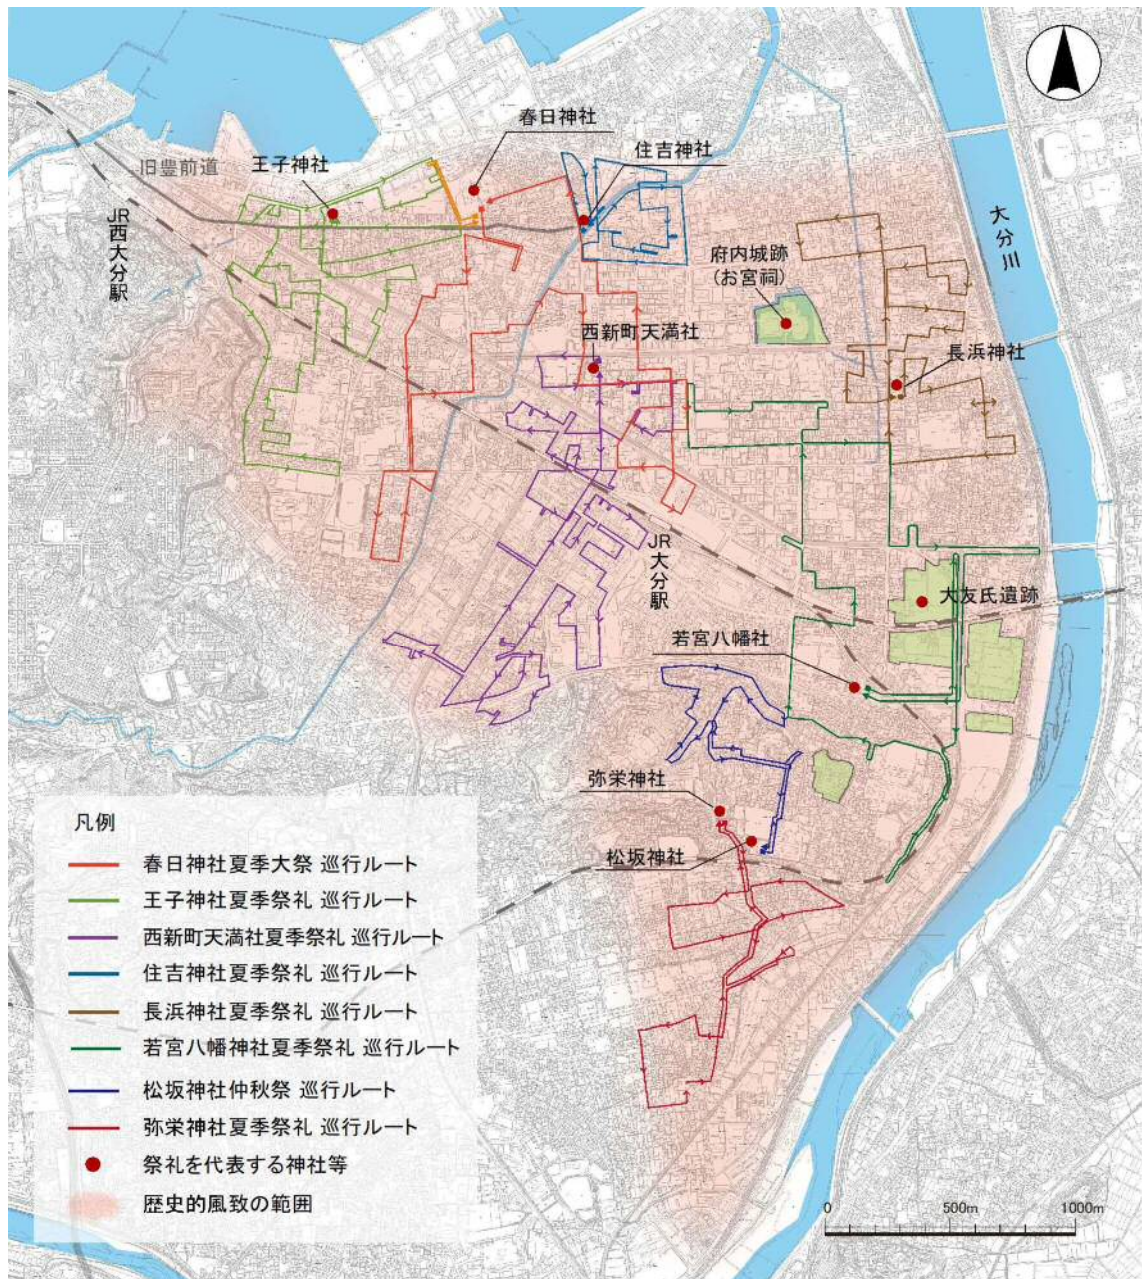 春日神社
住吉神社
王子神社
旧豊前道
JR西大分駅
大分川
府内城跡
(お宮祠)
西新町天満社
長浜神社
JR大分駅
大友氏遺跡
若宮八幡社
弥栄神社
松坂神社
凡例
春日神社夏季大祭 巡行ルート
王子神社夏季祭礼 巡行ルート
西新町天満社夏季祭礼 巡行ルート
住吉神社夏季祭礼 巡行ルート
長浜神社夏季祭礼 巡行ルート
若宮八幡神社夏季祭礼 巡行ルート
松坂神社仲秋祭 巡行ルート
弥栄神社夏季祭礼 巡行ルート
祭礼を代表する神社等
歴史的風致の範囲
0 500m 1000m